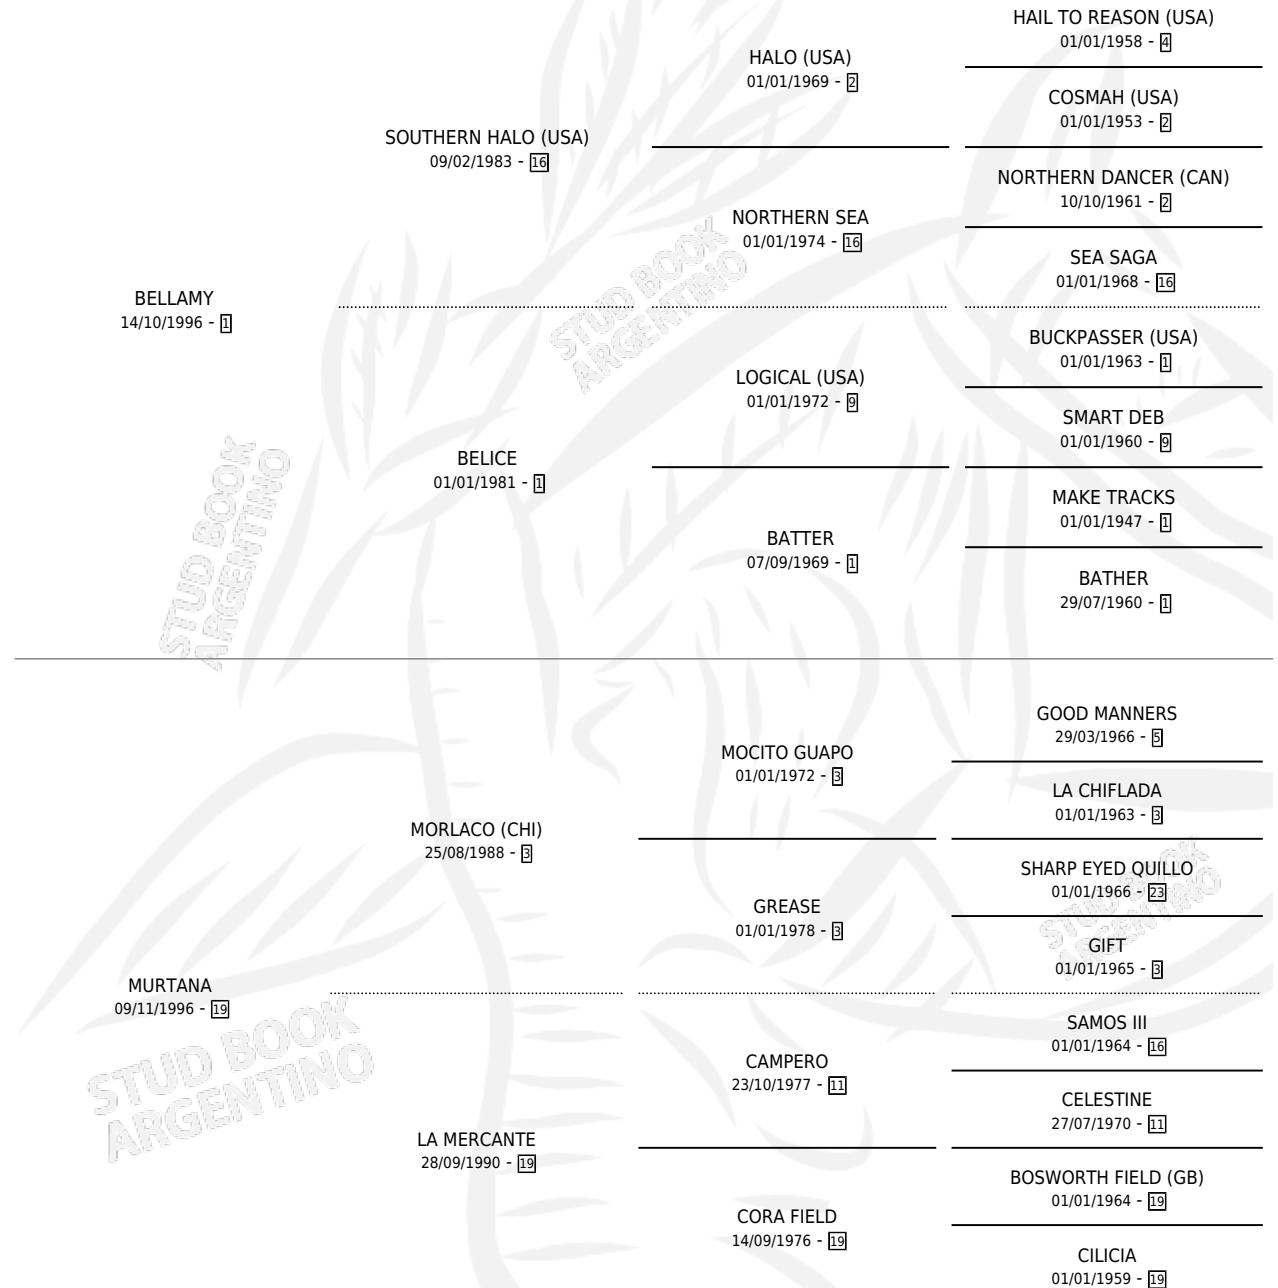 HAIL TO REASON (USA)
01/01/1958 - 4
HALO (USA)
01/01/1969 - 2
COSMAH (USA)
01/01/1953 - 2
SOUTHERN HALO (USA)
09/02/1983 - 16
NORTHERN DANCER (CAN)
10/10/1961 - 2
NORTHERN SEA
01/01/1974 - 16
SEA SAGA
01/01/1968 - 16
BELLAMY
14/10/1996 - 1
STUD BOOK
ARGENTINO
BUCKPASSER (USA)
01/01/1963 - 1
LOGICAL (USA)
01/01/1972 - 9
SMART DEB
01/01/1960 - 9
BELICE
01/01/1981 - 1
MAKE TRACKS
01/01/1947 - 1
BATTER
07/09/1969 - 1
BATHER
29/07/1960 - 1
STUD BOOK
ARGENTINO
GOOD MANNERS
29/03/1966 - 5
MOCITO GUAPO
01/01/1972 - 3
LA CHIFLADA
01/01/1963 - 3
MORLACO (CHI)
25/08/1988 - 3
SHARP EYED QUILLO
01/01/1966 - 23
GREASE
01/01/1978 - 3
GIFT
01/01/1965 - 3
STUD BOOK
ARGENTINO
MURTANA
09/11/1996 - 19
SAMOS III
01/01/1964 - 16
CAMPERO
23/10/1977 - 11
CELESTINE
27/07/1970 - 11
STUD BOOK
ARGENTINO
LA MERCANTE
28/09/1990 - 19
BOSWORTH FIELD (GB)
01/01/1964 - 19
CORA FIELD
14/09/1976 - 19
CILICIA
01/01/1959 - 19